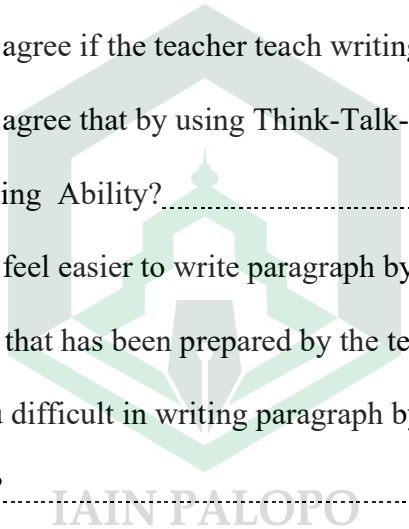 agree if the teacher teach writing
agree that by using Think-Talk-
ing Ability?
feel easier to write paragraph by
that has been prepared by the te
difficult in writing paragraph by
IAIN PALOPO